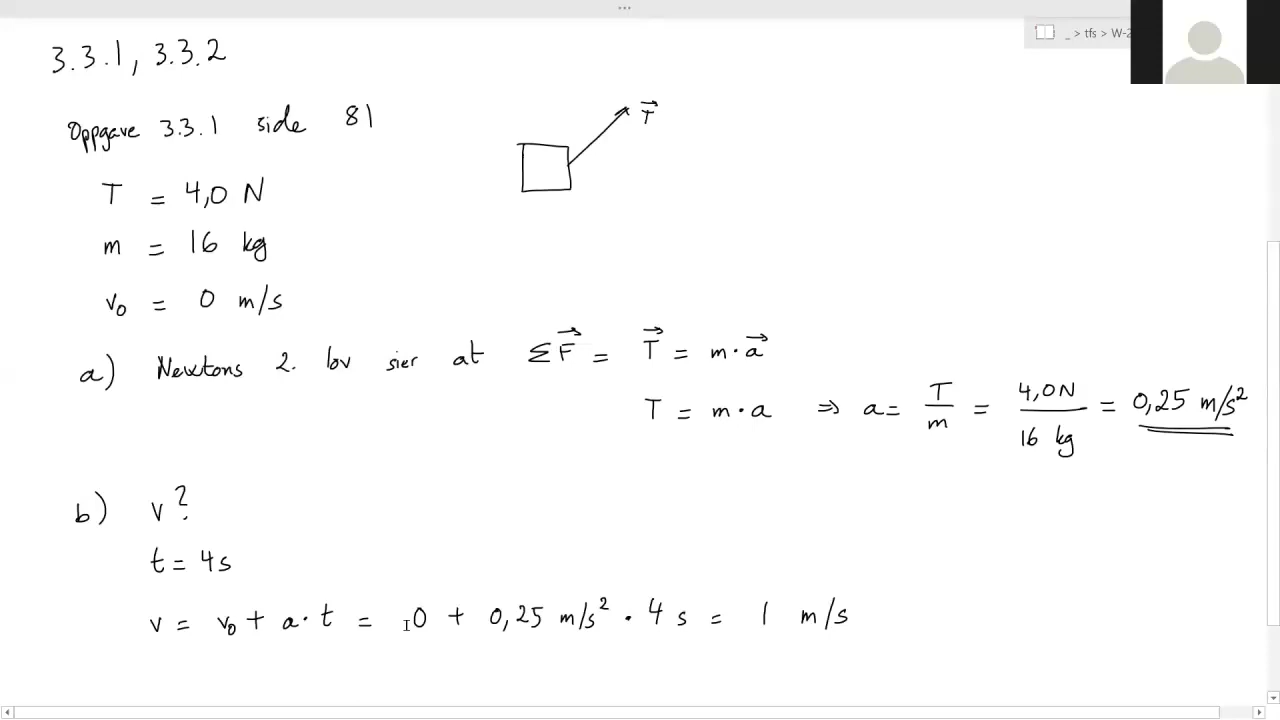 _ > tfs > W-2
3.3.1, 3.3.2
Oppgave 3.3.1 side 81
T⃗
T = 4,0 N
m = 16 kg
v₀ = 0 m/s
a) Newtons 2. lov sier at ΣF⃗ = T⃗ = m·a⃗
T = m·a ⇒ a = T/m = 4,0N/16 kg = 0,25 m/s²
b) v?
t = 4s
v = v₀ + a·t = 0 + 0,25 m/s² · 4 s = 1 m/s